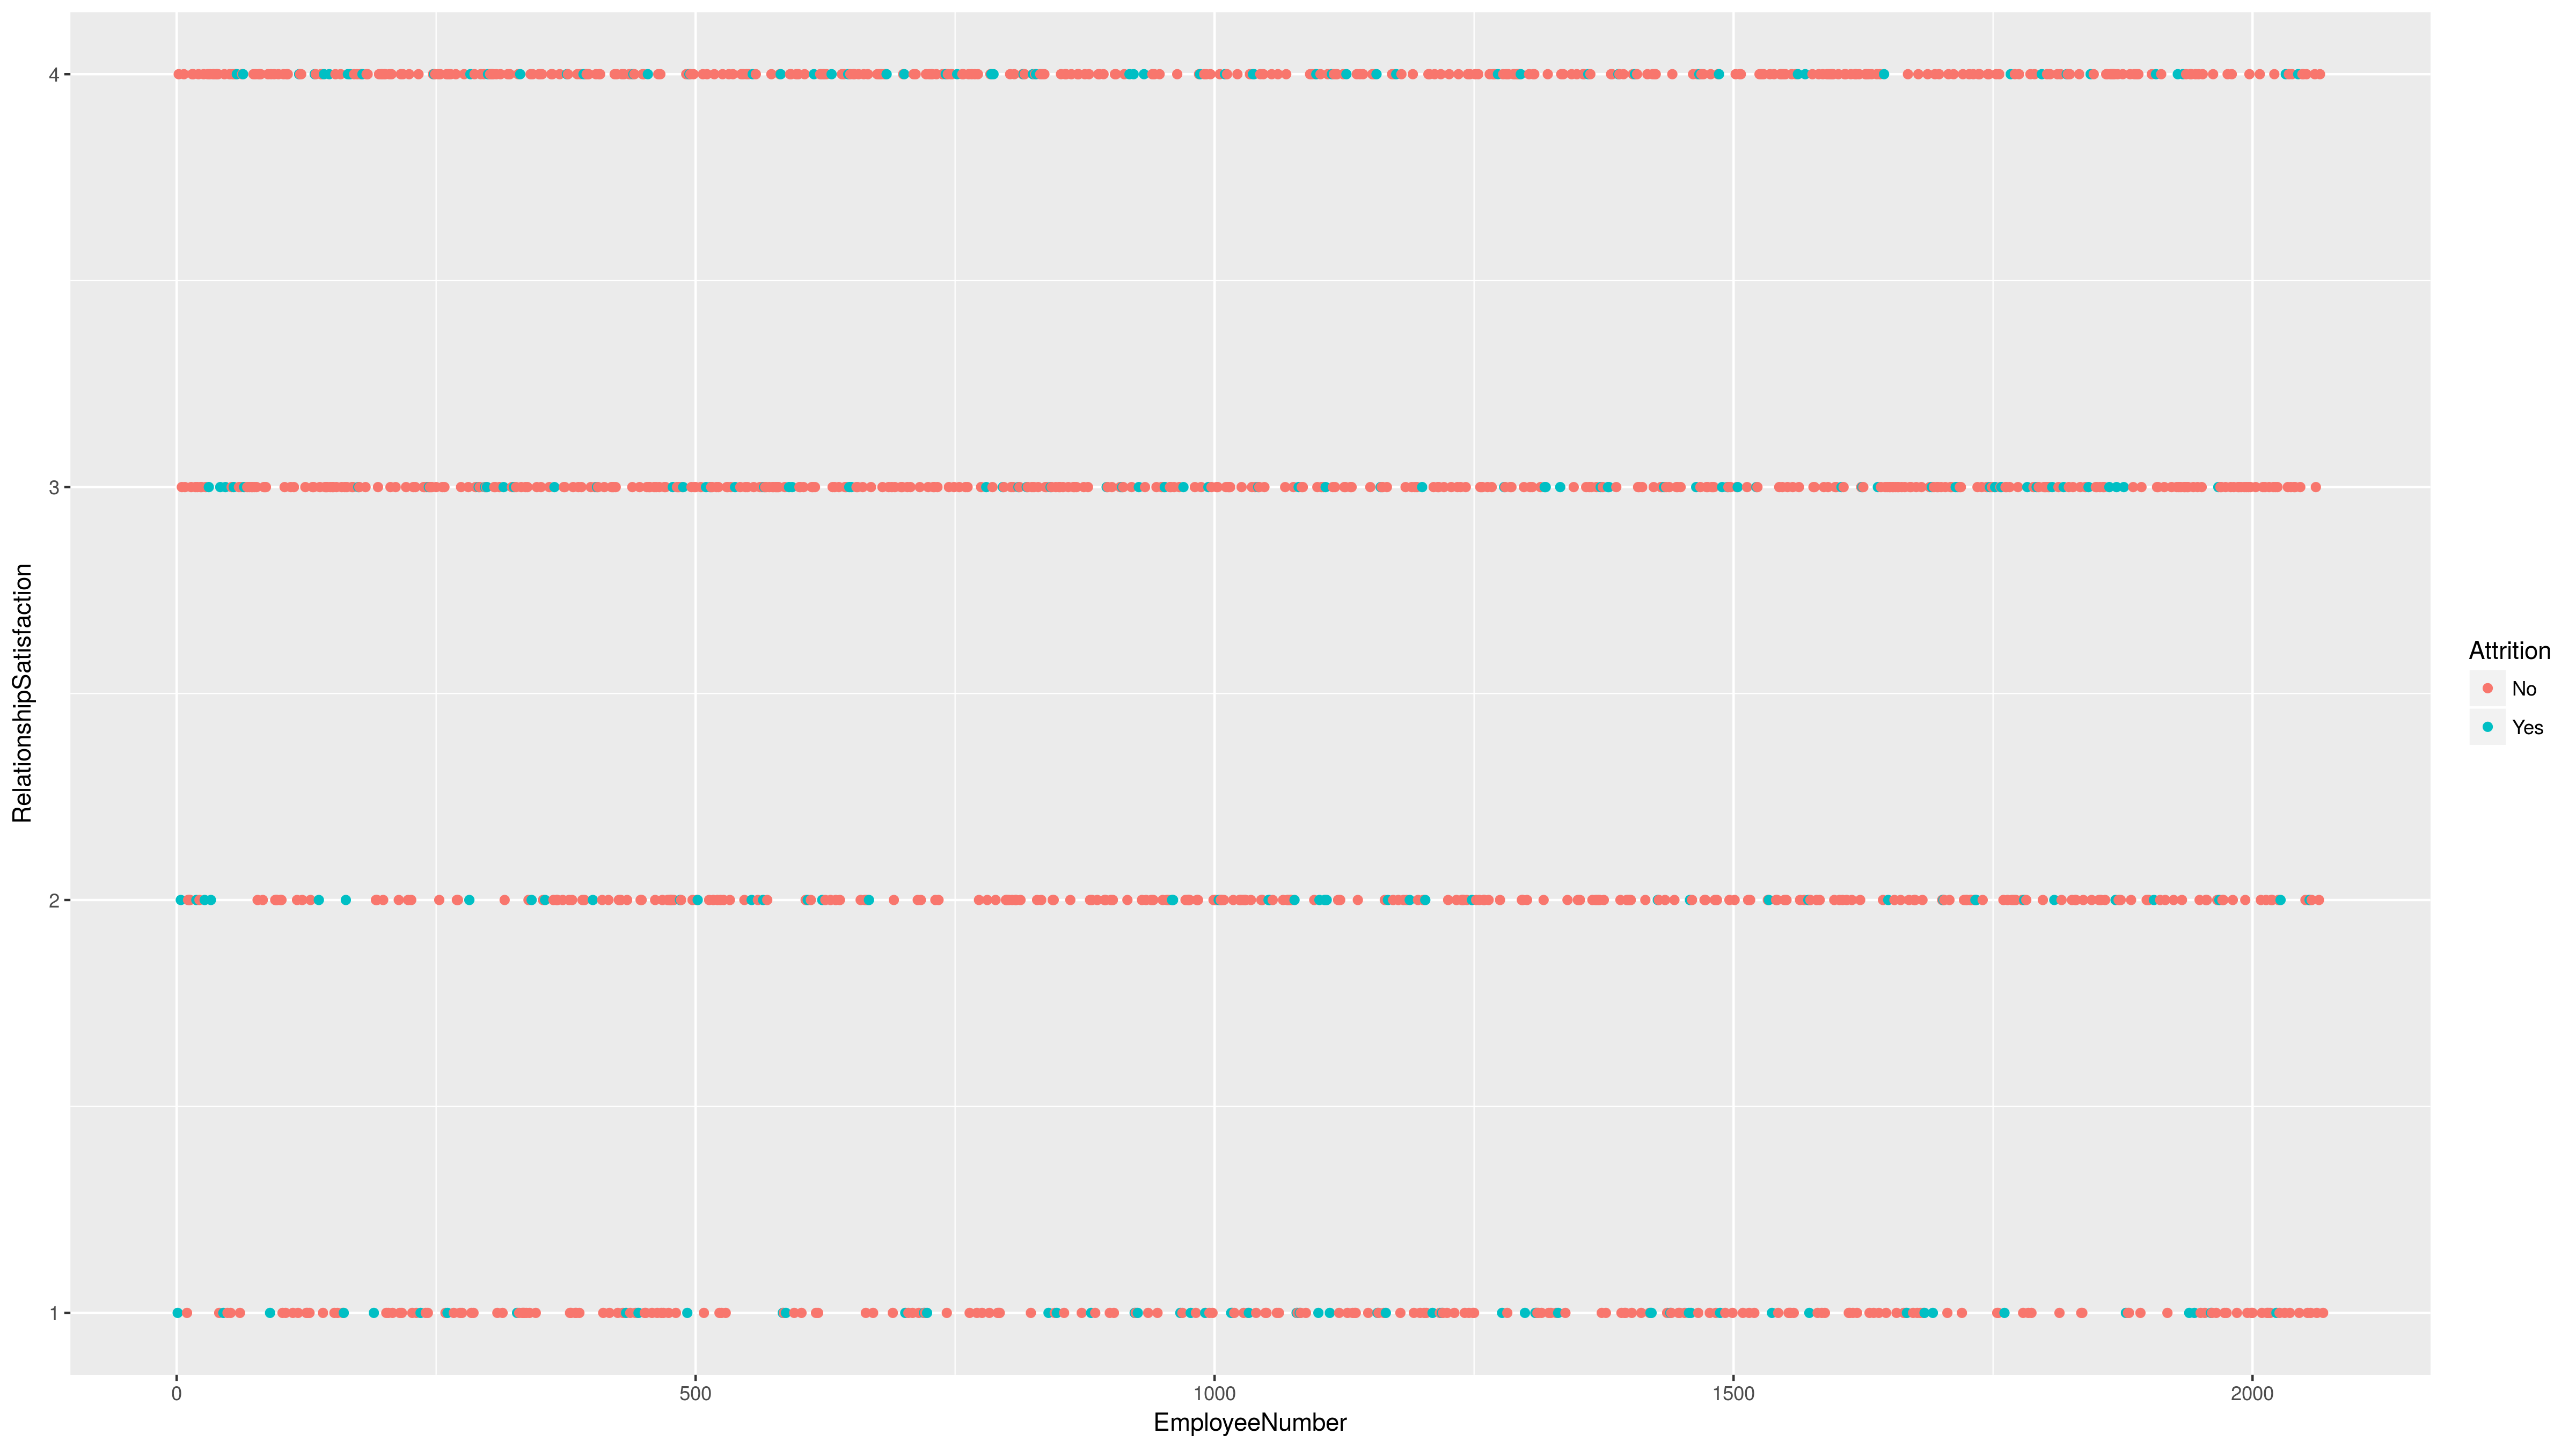 RelationshipSatisfaction
4
3
2
1
0 500 1000 1500 2000
EmployeeNumber
Attrition
No
Yes